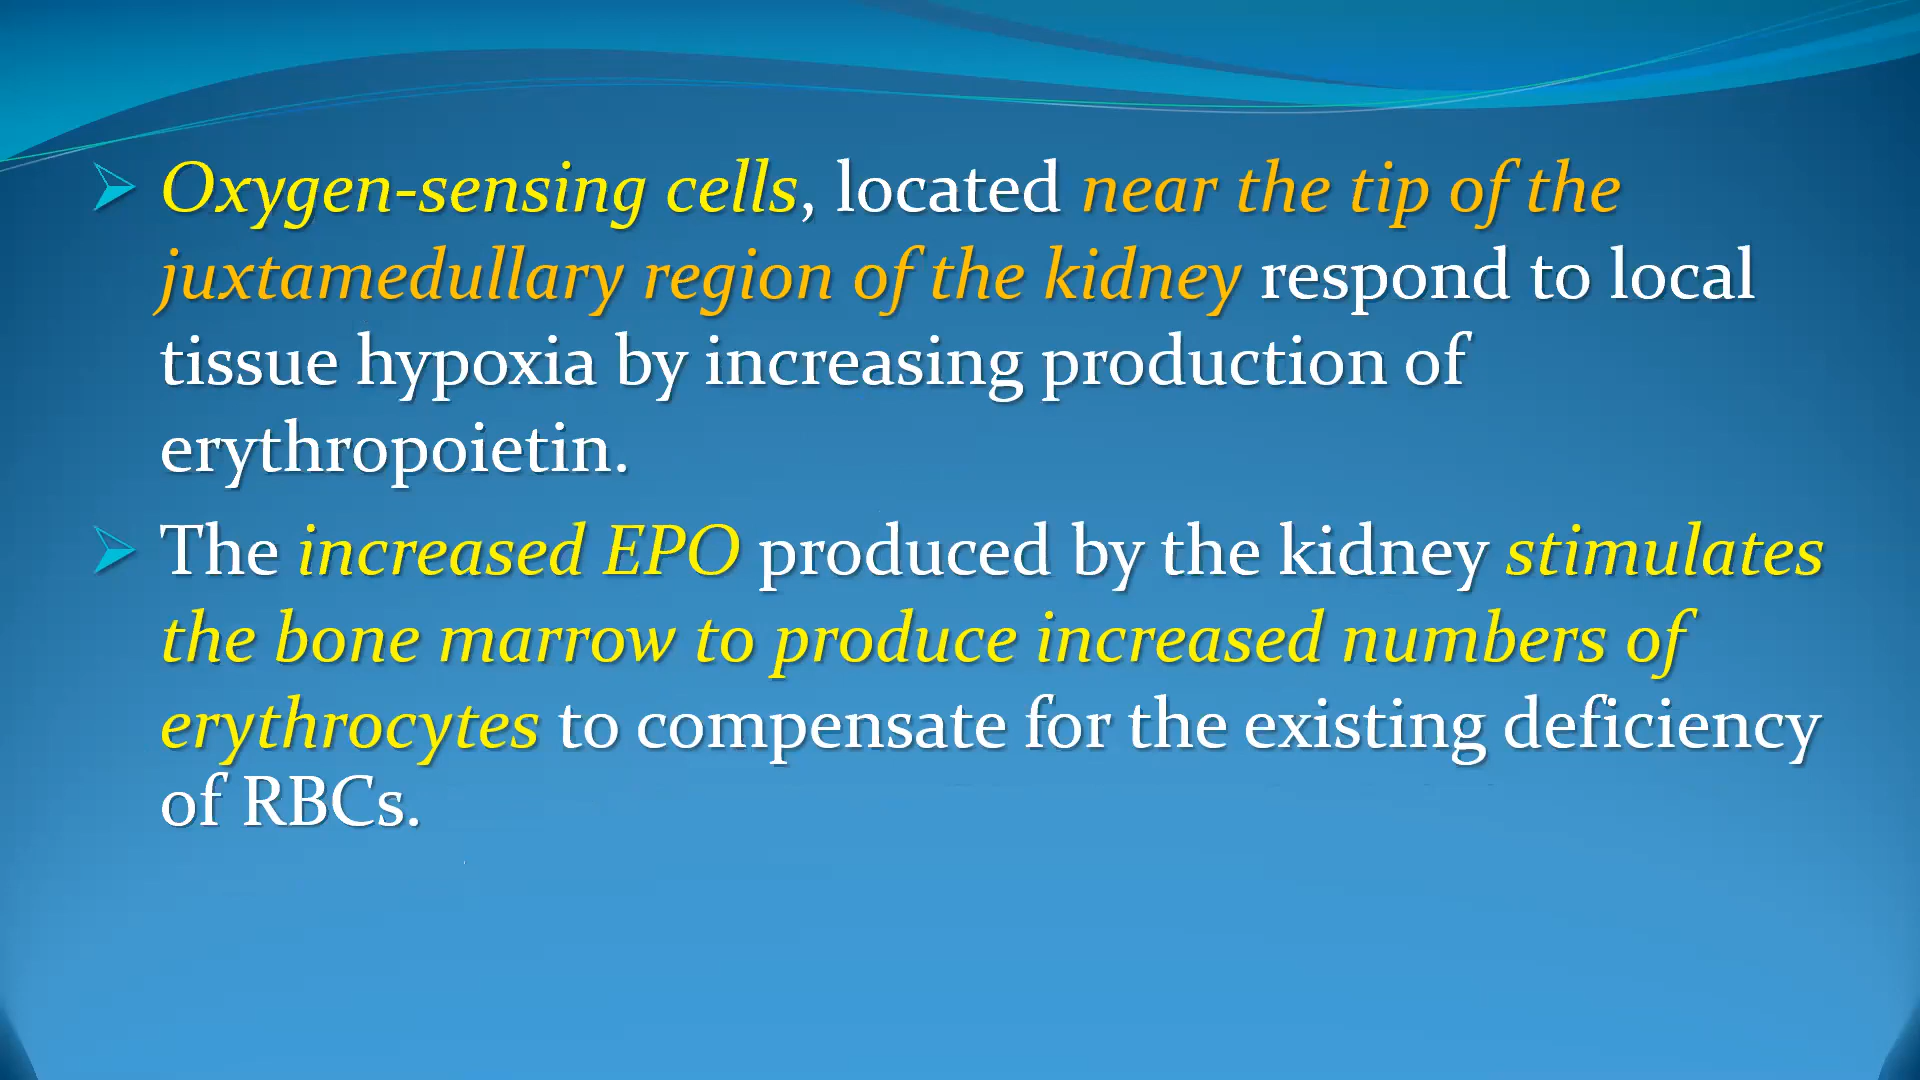 Oxygen-sensing cells, located near the tip of the
juxtamedullary region of the kidney respond to local
tissue hypoxia by increasing production of
erythropoietin.
The increased EPO produced by the kidney stimulates
the bone marrow to produce increased numbers of
erythrocytes to compensate for the existing deficiency
of RBCs.